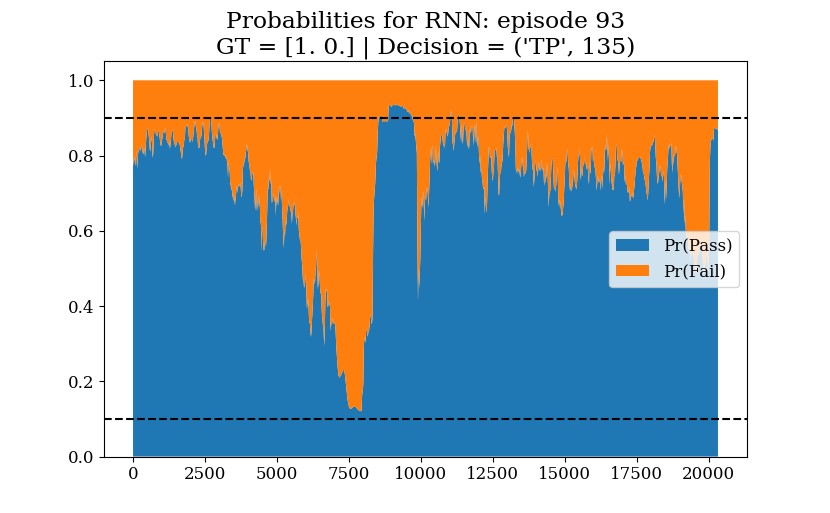 Probabilities for RNN: episode 93
GT = [1. 0.] | Decision = ('TP', 135)
1.0
0.8
0.6
0.4
0.2
0.0
Pr(Pass)
Pr(Fail)
0 2500 5000 7500 10000 12500 15000 17500 20000